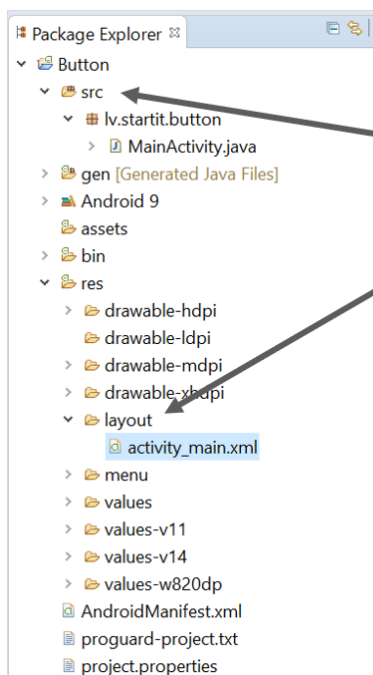 Package Explorer
Button
src
lv.startit.button
MainActivity.java
gen [Generated Java Files]
Android 9
assets
bin
res
drawable-hdpi
drawable-ldpi
drawable-mdpi
drawable-xhdpi
layout
activity_main.xml
menu
values
values-v11
values-v14
values-w820dp
AndroidManifest.xml
proguard-project.txt
project.properties